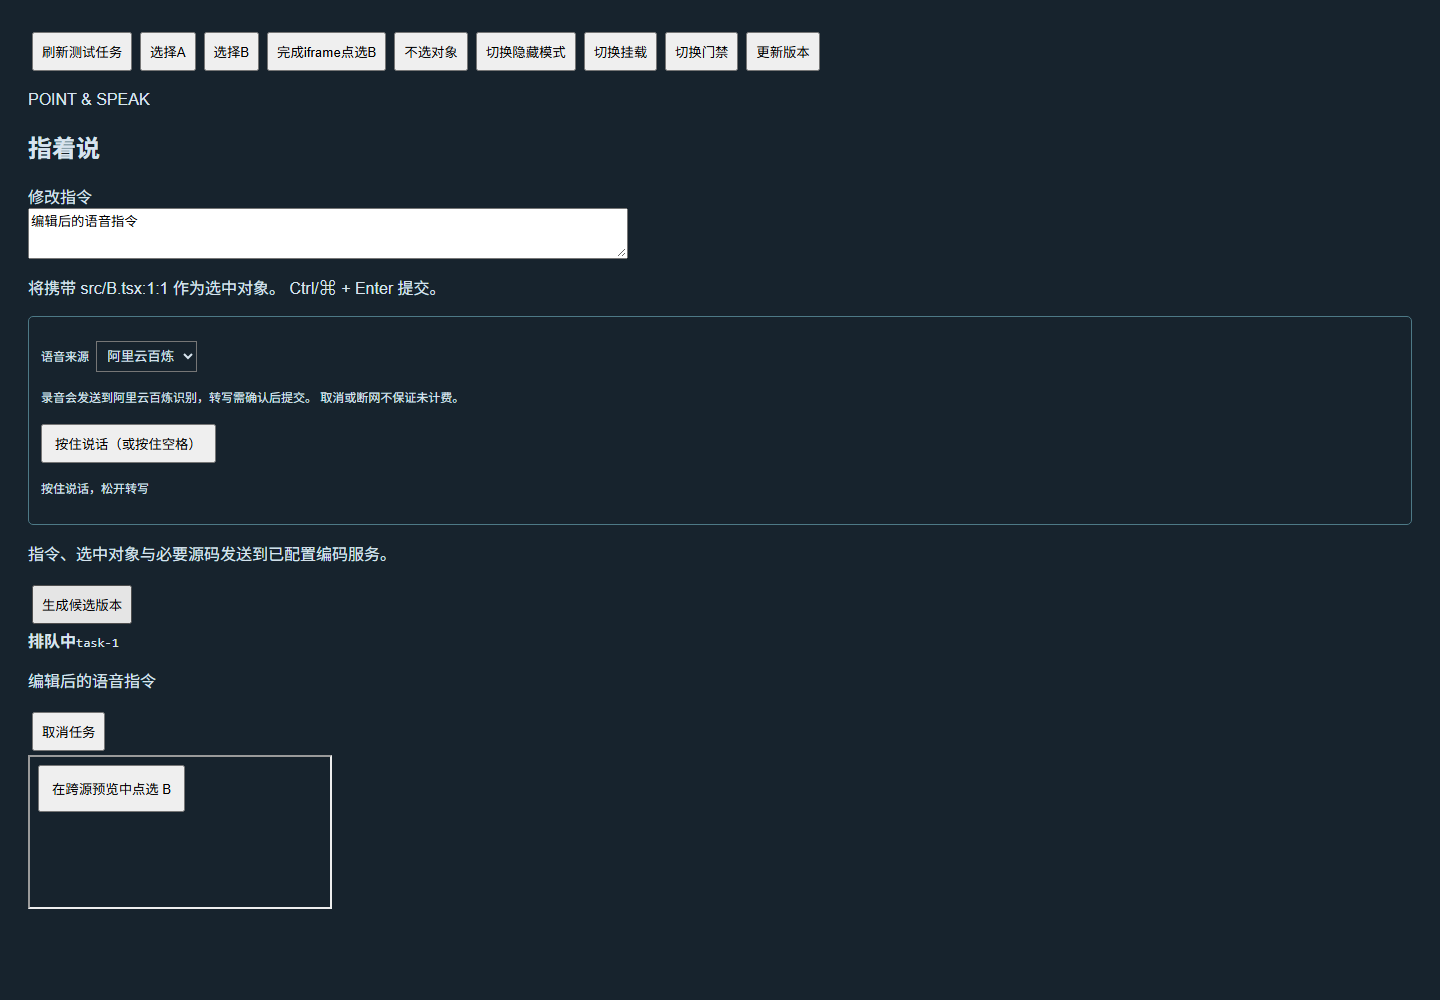 刷新测试任务 选择A 选择B 完成iframe点选B 不选对象 切换隐藏模式 切换挂载 切换门禁 更新版本
POINT & SPEAK
指着说
修改指令
编辑后的语音指令
将携带 src/B.tsx:1:1 作为选中对象。 Ctrl/⌘ + Enter 提交。
语音来源 阿里云百炼
录音会发送到阿里云百炼识别，转写需确认后提交。 取消或断网不保证未计费。
按住说话（或按住空格）
按住说话，松开转写
指令、选中对象与必要源码发送到已配置编码服务。
生成候选版本
排队中task-1
编辑后的语音指令
取消任务
在跨源预览中点选 B